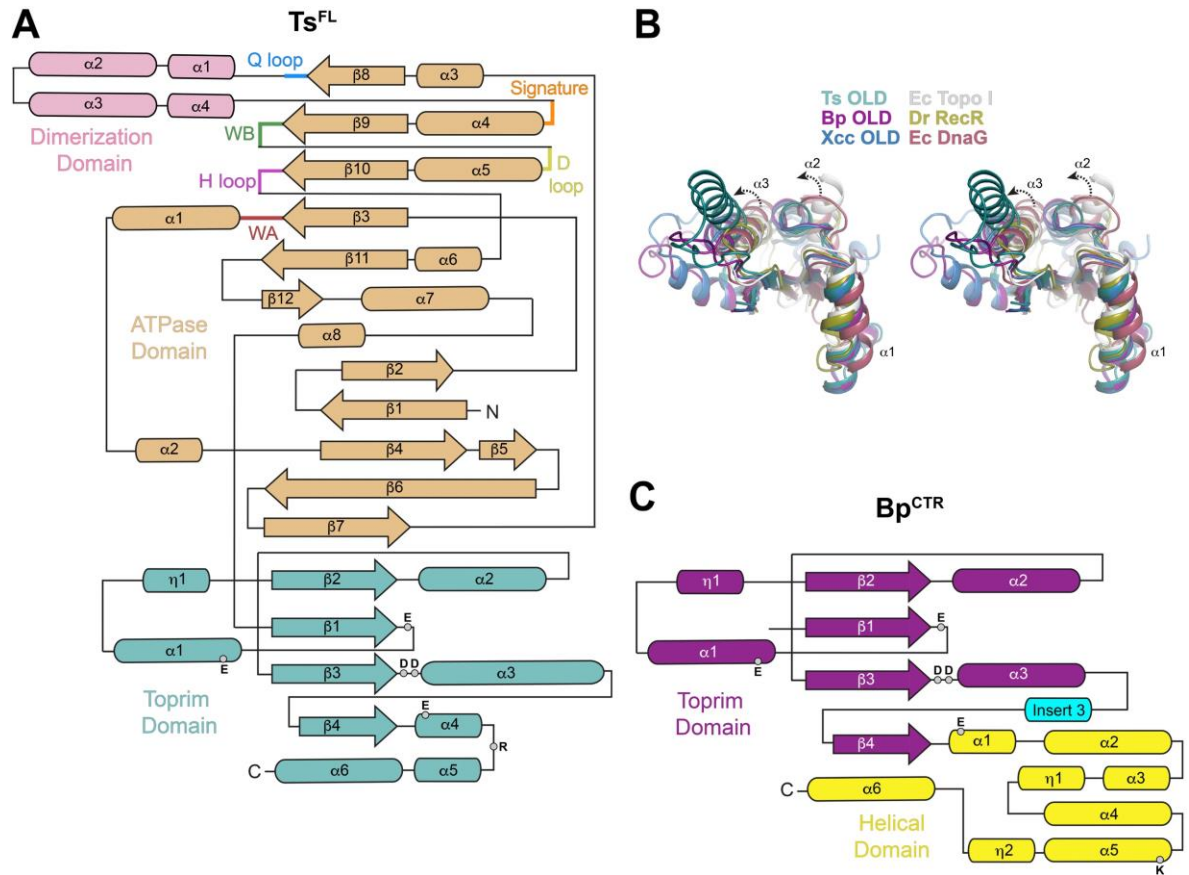 A
Ts^FL
α2
α1
Q loop
β8
α3
α3
α4
Signature
Dimerization
Domain
WB
β9
α4
H loop
β10
α5
D
loop
α1
WA
β3
β11
α6
β12
α7
ATPase
Domain
α8
β2
β1
N
α2
β4
β5
β6
β7
η1
β2
α2
β1
E
α1
E
β3
D D
α3
Toprim
Domain
β4
E
α4
R
C
α6
α5
B
Ts OLD Ec Topo I
Bp OLD Dr RecR
Xcc OLD Ec DnaG
α3
α2
α1
α3
α2
α1
C
Bp^CTR
η1
β2
α2
β1
E
α1
E
β3
D D
α3
Toprim
Domain
Insert 3
β4
E
α1
α2
η1
α3
C
α6
α4
Helical
Domain
η2
α5
K